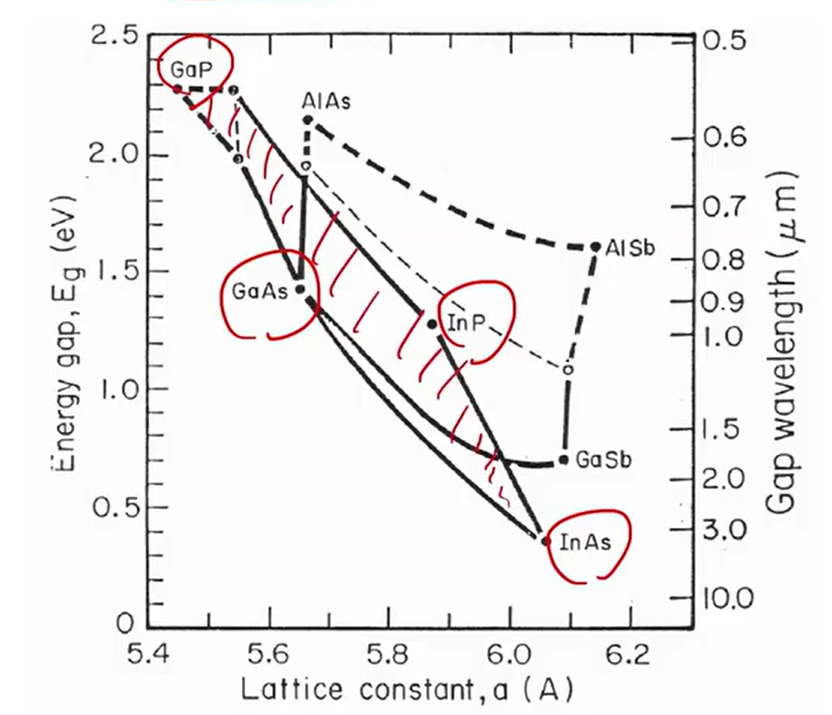 2.5
2.0
1.5
1.0
0.5
0
Energy gap, Eg (eV)
GaP
AlAs
AlSb
GaAs
InP
GaSb
InAs
0.5
0.6
0.7
0.8
0.9
1.0
1.5
2.0
3.0
10.0
Gap wavelength (μm)
5.4 5.6 5.8 6.0 6.2
Lattice constant, a (A)